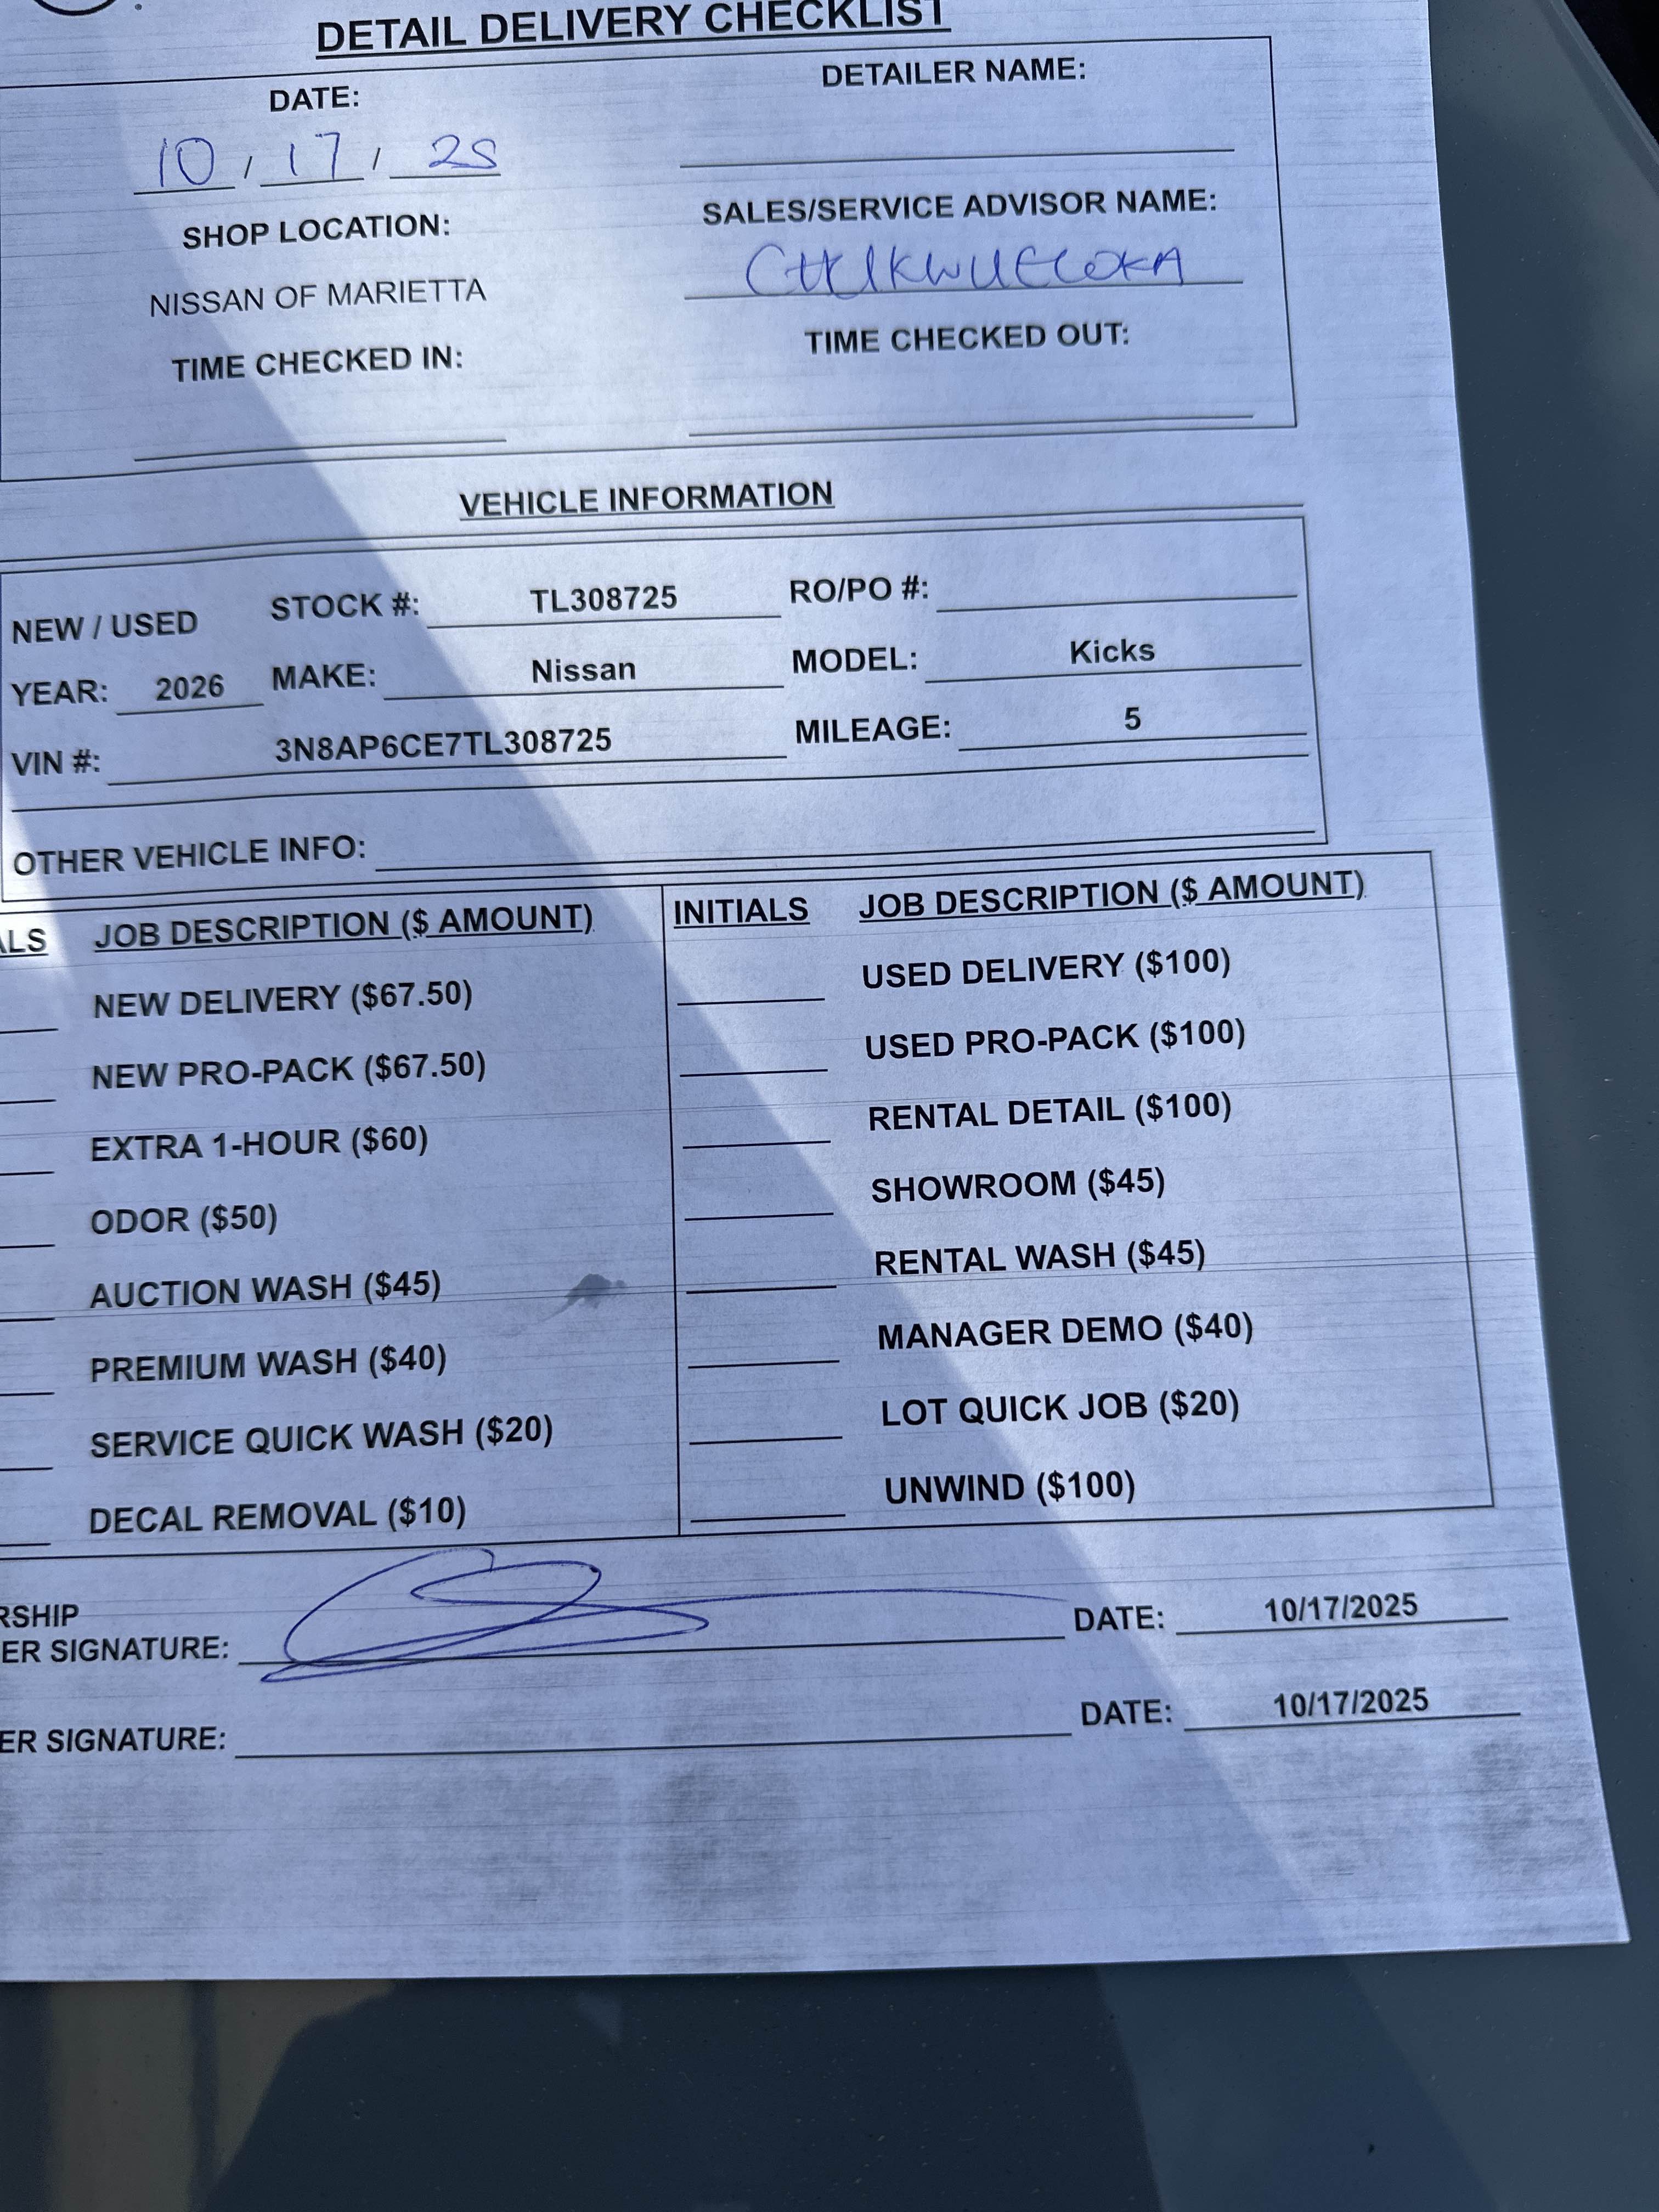 DETAIL DELIVERY CHECKLIST
DATE:
10 / 17 / 25
DETAILER NAME:
SHOP LOCATION:
NISSAN OF MARIETTA
SALES/SERVICE ADVISOR NAME:
TIME CHECKED IN:
TIME CHECKED OUT:
VEHICLE INFORMATION
NEW / USED STOCK #: TL308725 RO/PO #:
YEAR: 2026 MAKE: Nissan MODEL: Kicks
VIN #: 3N8AP6CE7TL308725 MILEAGE: 5
OTHER VEHICLE INFO:
ALS JOB DESCRIPTION ($ AMOUNT) INITIALS JOB DESCRIPTION ($ AMOUNT)
NEW DELIVERY ($67.50) USED DELIVERY ($100)
NEW PRO-PACK ($67.50) USED PRO-PACK ($100)
EXTRA 1-HOUR ($60) RENTAL DETAIL ($100)
ODOR ($50) SHOWROOM ($45)
AUCTION WASH ($45) RENTAL WASH ($45)
PREMIUM WASH ($40) MANAGER DEMO ($40)
SERVICE QUICK WASH ($20) LOT QUICK JOB ($20)
DECAL REMOVAL ($10) UNWIND ($100)
RSHIP
ER SIGNATURE: DATE: 10/17/2025
ER SIGNATURE: DATE: 10/17/2025